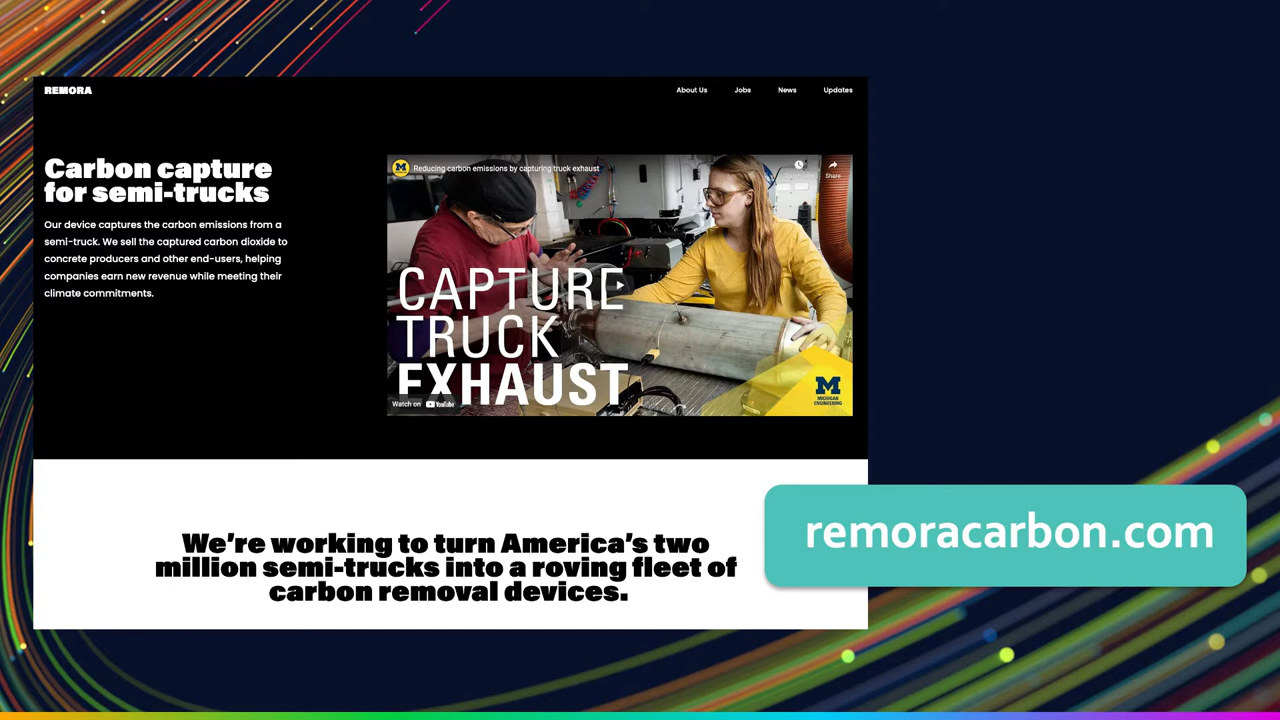 REMORA
About Us Jobs News Updates
Carbon capture
for semi-trucks
Our device captures the carbon emissions from a
semi-truck. We sell the captured carbon dioxide to
concrete producers and other end-users, helping
companies earn new revenue while meeting their
climate commitments.
M
Reducing carbon emissions by capturing truck exhaust
Watch later
Share
CAPTURE
TRUCK
EXHAUST
Watch on YouTube
M
MICHIGAN
ENGINEERING
We're working to turn America's two
million semi-trucks into a roving fleet of
carbon removal devices.
remoracarbon.com